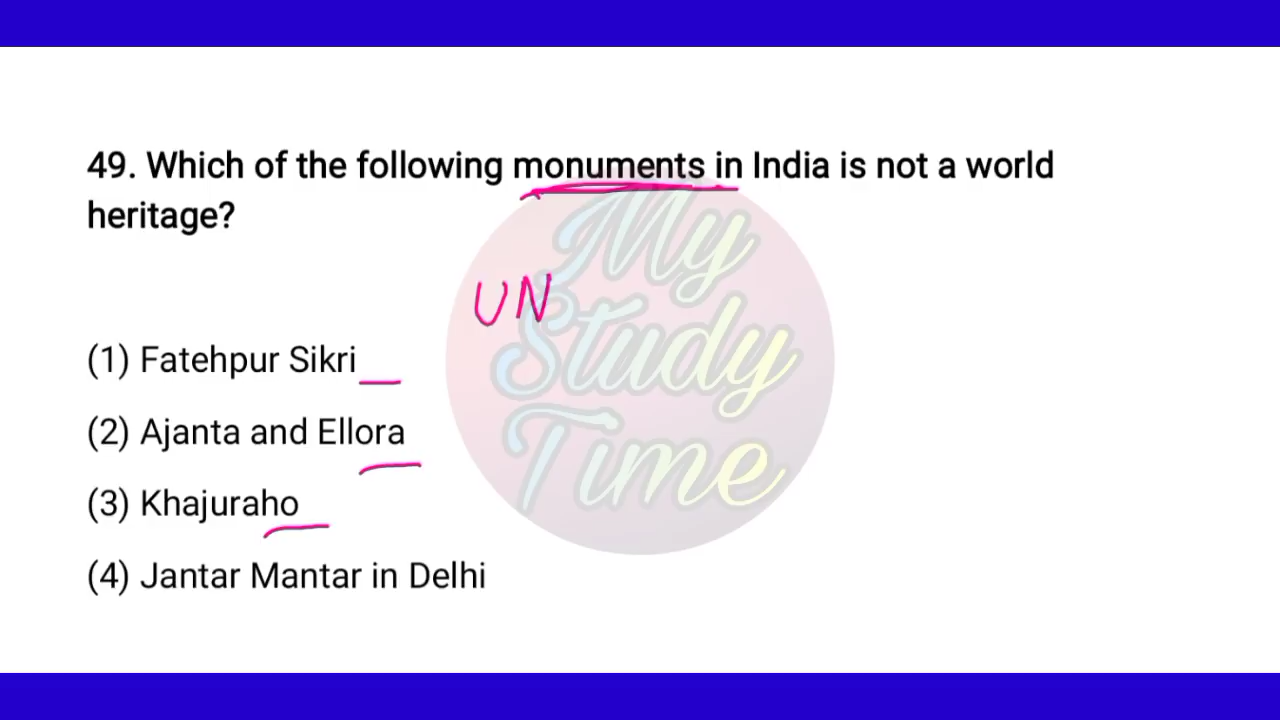 49. Which of the following monuments in India is not a world
heritage?
UN
(1) Fatehpur Sikri
(2) Ajanta and Ellora
(3) Khajuraho
(4) Jantar Mantar in Delhi
My
Study
Time